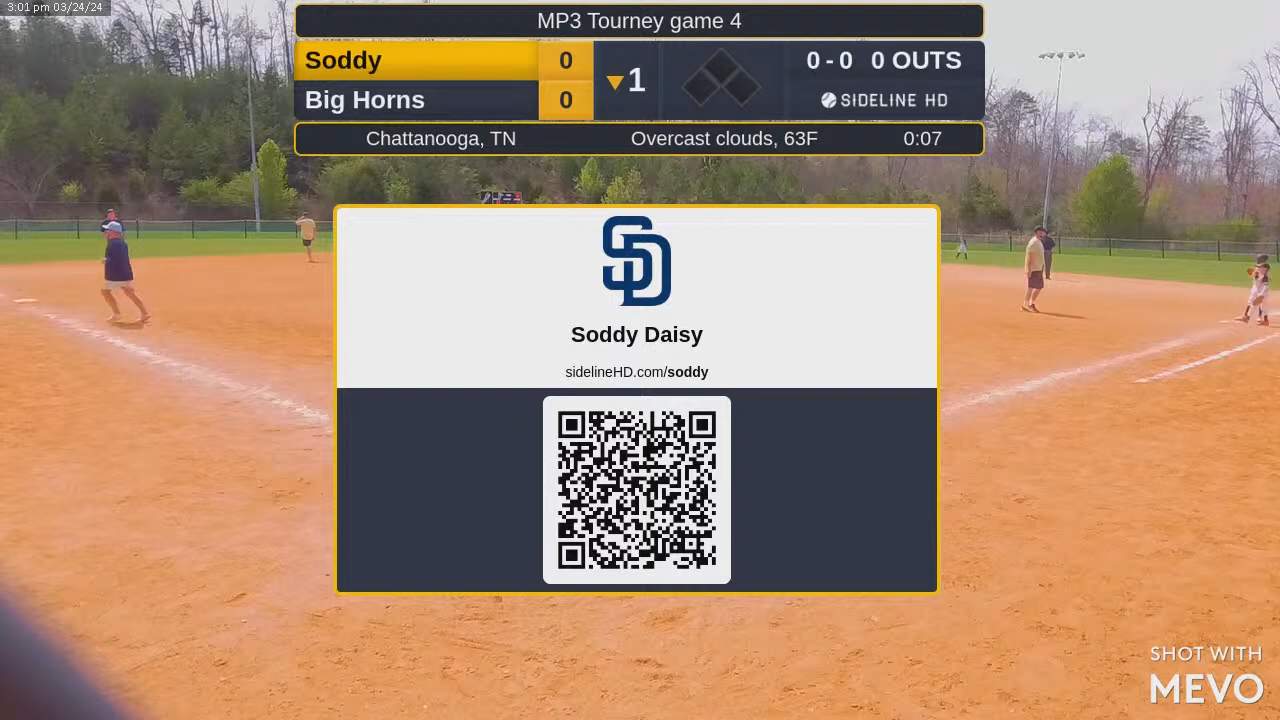 3:01 pm 03/24/24
MP3 Tourney game 4
Soddy 0
Big Horns 0
▼1
0 - 0 0 OUTS
SIDELINE HD
Chattanooga, TN Overcast clouds, 63F 0:07
SD
Soddy Daisy
sidelineHD.com/soddy
SHOT WITH
MEVO